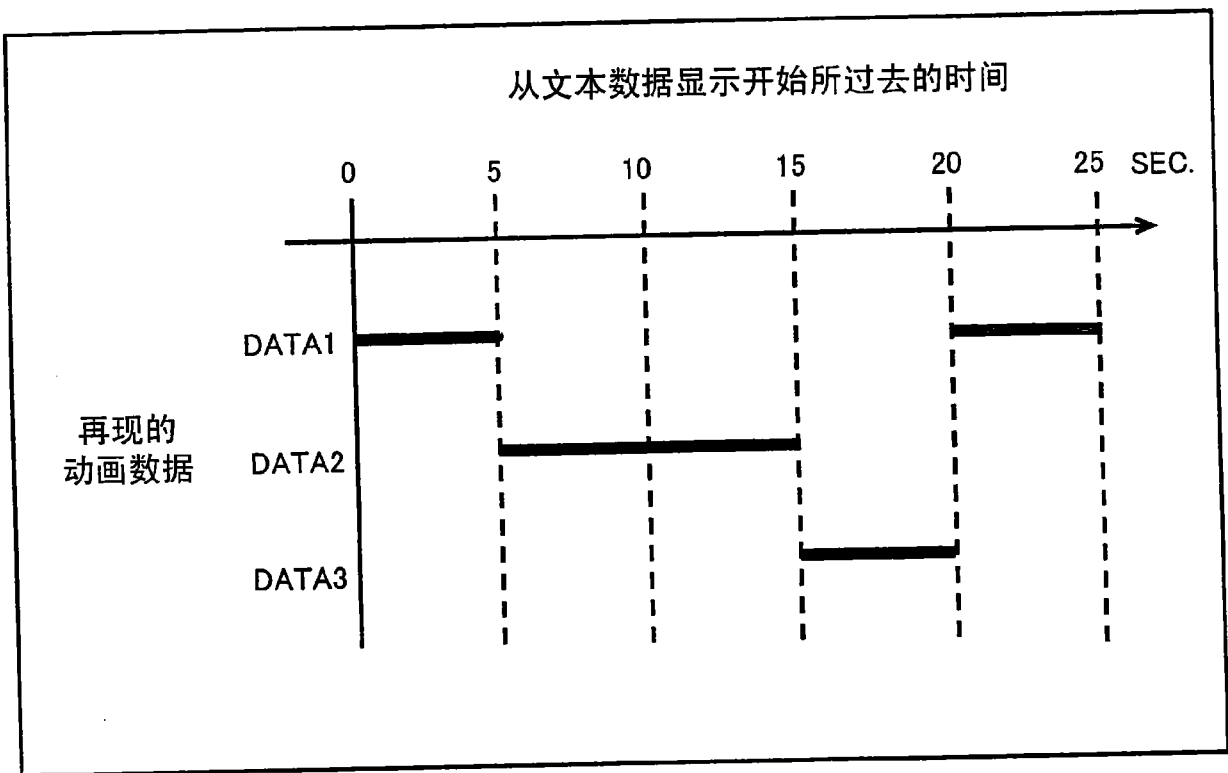 从文本数据显示开始所过去的时间
0 5 10 15 20 25 SEC.
DATA1
再现的
动画数据
DATA2
DATA3